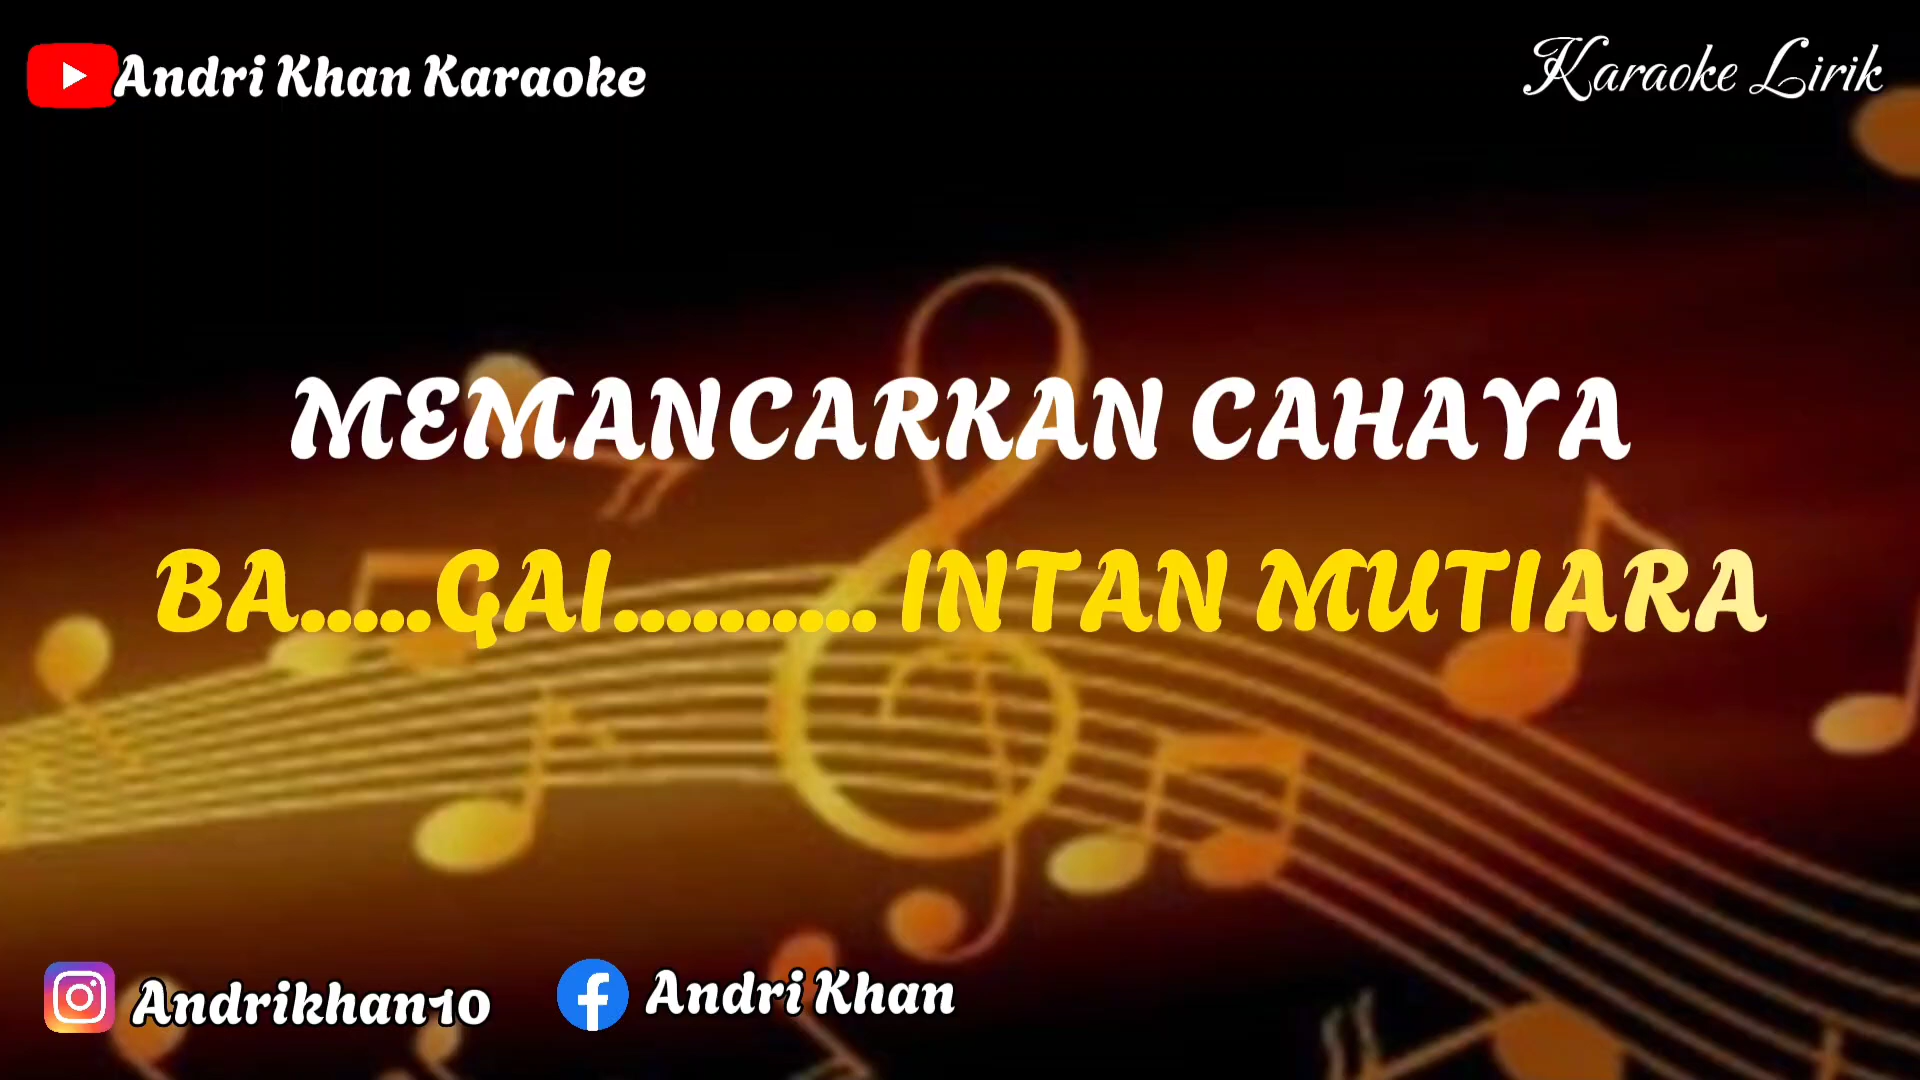 Andri Khan Karaoke
Karaoke Lirik
MEMANCARKAN CAHAYA
BA.....GAI.......... INTAN MUTIARA
Andrikhan10
Andri Khan